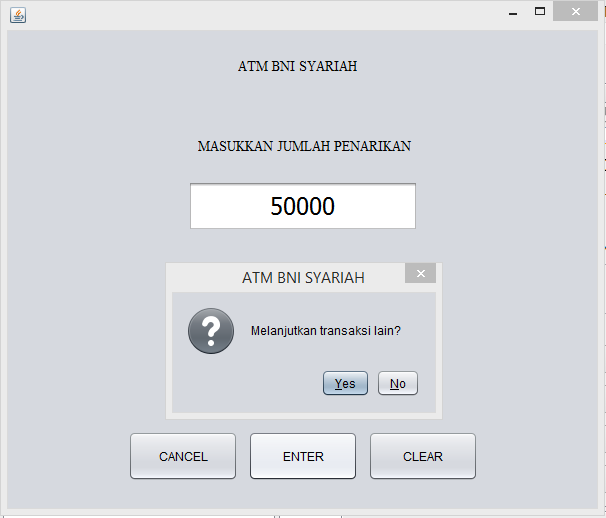 ATM BNI SYARIAH
MASUKKAN JUMLAH PENARIKAN
50000
ATM BNI SYARIAH
?
Melanjutkan transaksi lain?
Yes No
CANCEL ENTER CLEAR